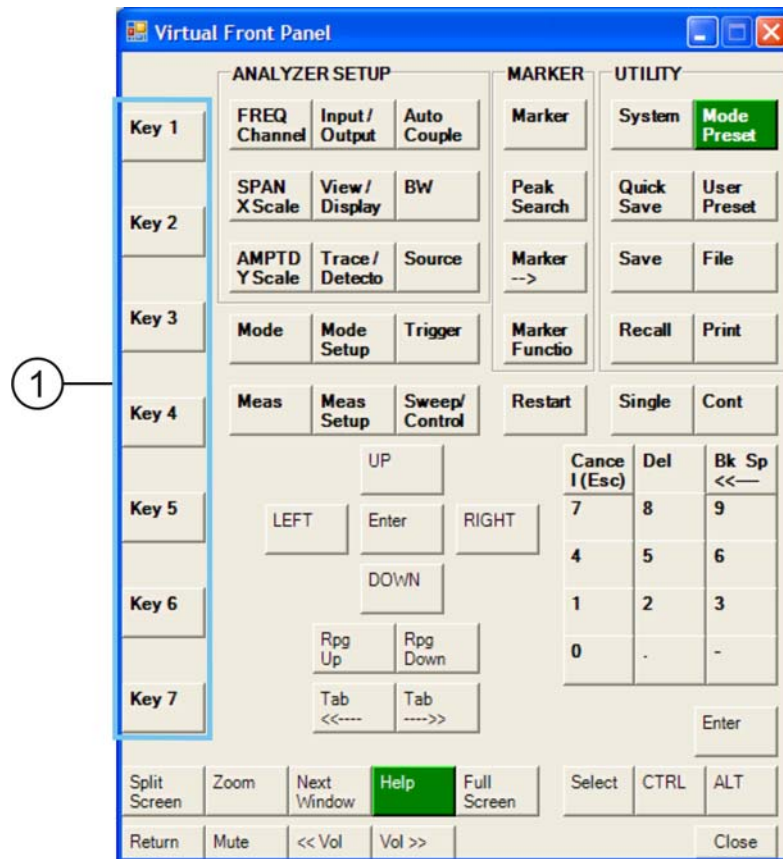 Virtual Front Panel
ANALYZER SETUP
MARKER
UTILITY
Key 1
FREQ
Channel
Input /
Output
Auto
Couple
Marker
System
Mode
Preset
Key 2
SPAN
X Scale
View /
Display
BW
Peak
Search
Quick
Save
User
Preset
AMPTD
Y Scale
Trace /
Detecto
Source
Marker
-->
Save
File
Key 3
Mode
Mode
Setup
Trigger
Marker
Functio
Recall
Print
1
Key 4
Meas
Meas
Setup
Sweep/
Control
Restart
Single
Cont
UP
Cance
l (Esc)
Del
Bk Sp
<<—
Key 5
LEFT
Enter
RIGHT
7
8
9
DOWN
4
5
6
Key 6
1
2
3
Rpg
Up
Rpg
Down
0
.
-
Key 7
Tab
<<----
Tab
---->>
Enter
Split
Screen
Zoom
Next
Window
Help
Full
Screen
Select
CTRL
ALT
Return
Mute
<< Vol
Vol >>
Close